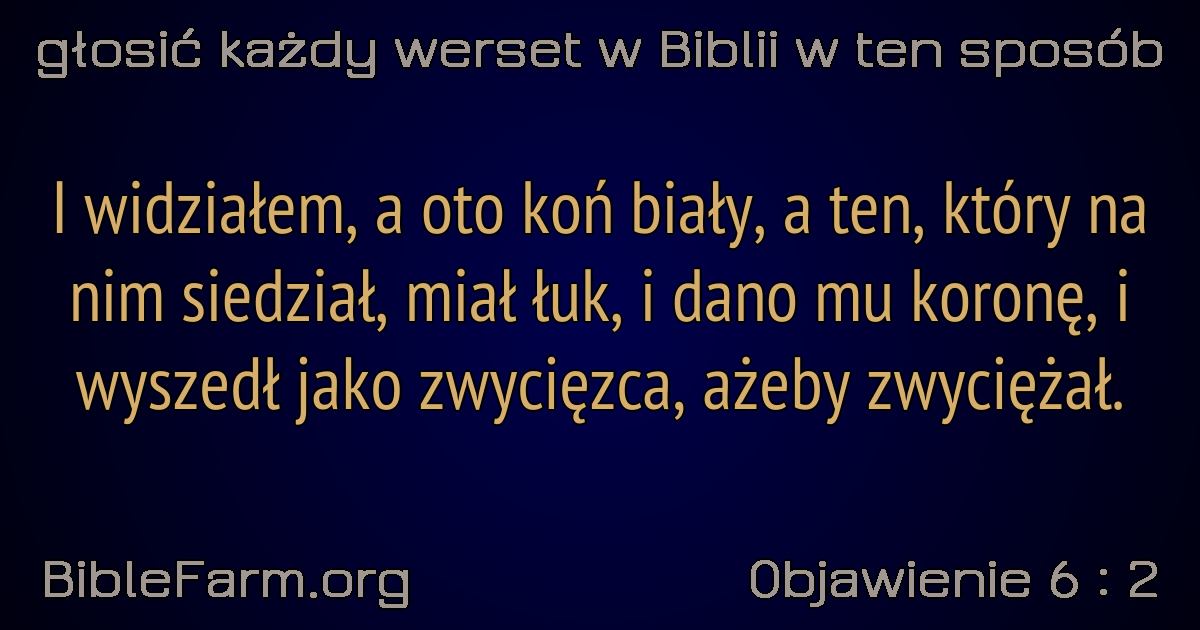 głosić każdy werset w Biblii w ten sposób
I widziałem, a oto koń biały, a ten, który na
nim siedział, miał łuk, i dano mu koronę, i
wyszedł jako zwycięzca, ażeby zwyciężał.
BibleFarm.org
Objawienie 6 : 2